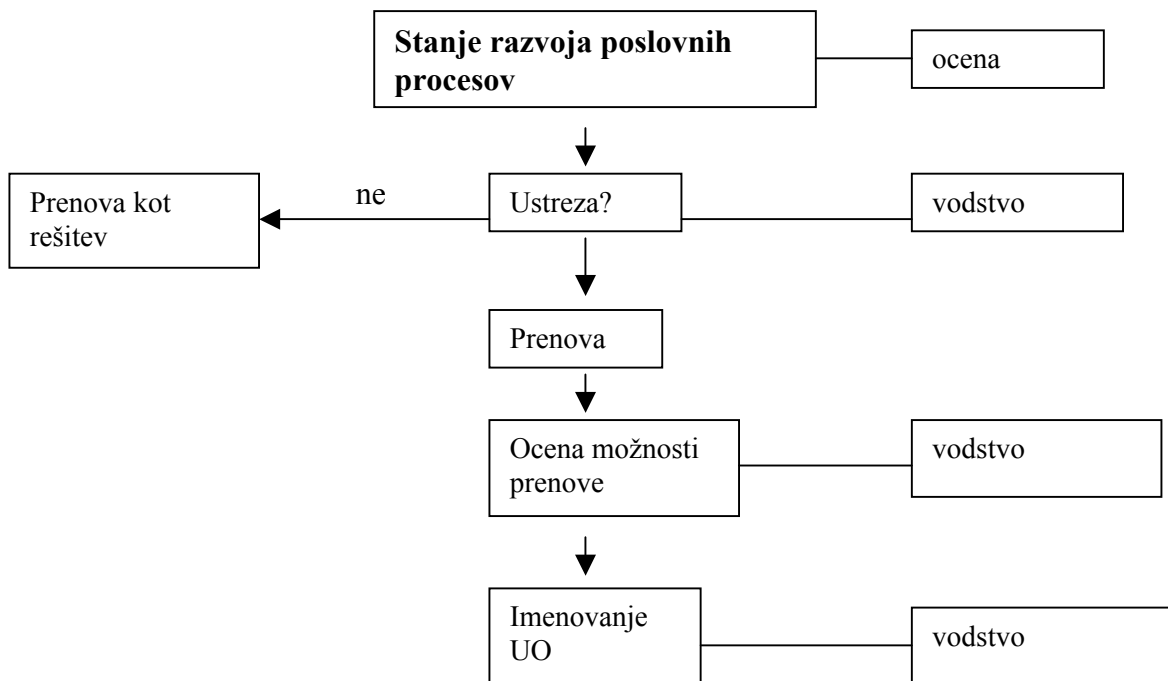 Stanje razvoja poslovnih
procesov
ocena
Prenova kot
rešitev
ne
Ustreza?
vodstvo
Prenova
Ocena možnosti
prenove
vodstvo
Imenovanje
UO
vodstvo